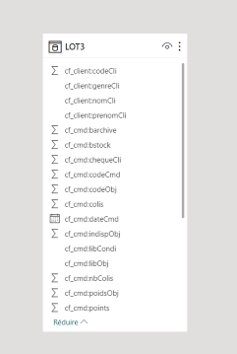 LOT3
cf_client:codeCli
cf_client:genreCli
cf_client:nomCli
cf_client:prenomCli
cf_cmd:barchive
cf_cmd:bstock
cf_cmd:chequeCli
cf_cmd:codeCmd
cf_cmd:codeObj
cf_cmd:colis
cf_cmd:dateCmd
cf_cmd:indispObj
cf_cmd:libCondi
cf_cmd:libObj
cf_cmd:nbColis
cf_cmd:poidsObj
cf_cmd:points
Réduire